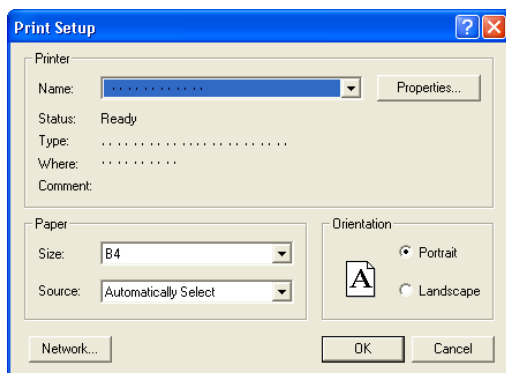 Print Setup
Printer
Name: . . . . . . . . . . . . Properties...
Status: Ready
Type: . . . . . . . . . . . . . . . . . . . . . . . .
Where: . . . . . . . . . .
Comment:
Paper
Size: B4
Source: Automatically Select
Orientation
A
Portrait
Landscape
Network... OK Cancel